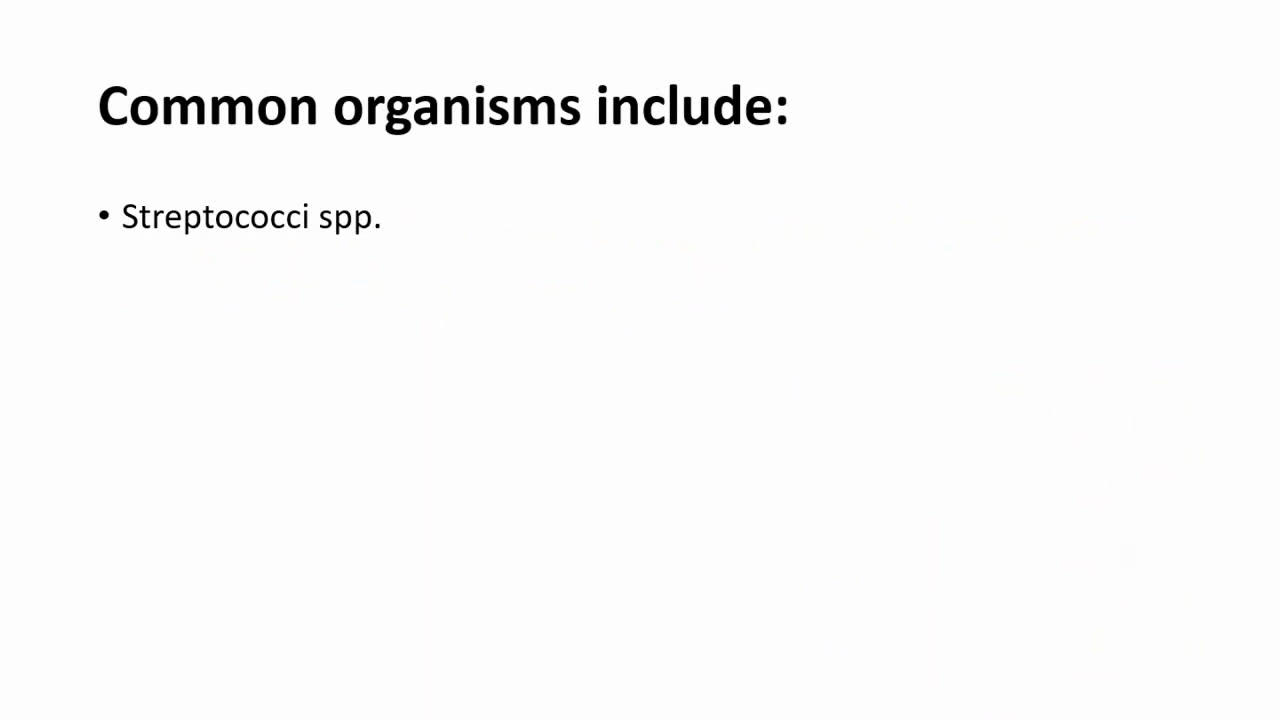 Common organisms include:
• Streptococci spp.